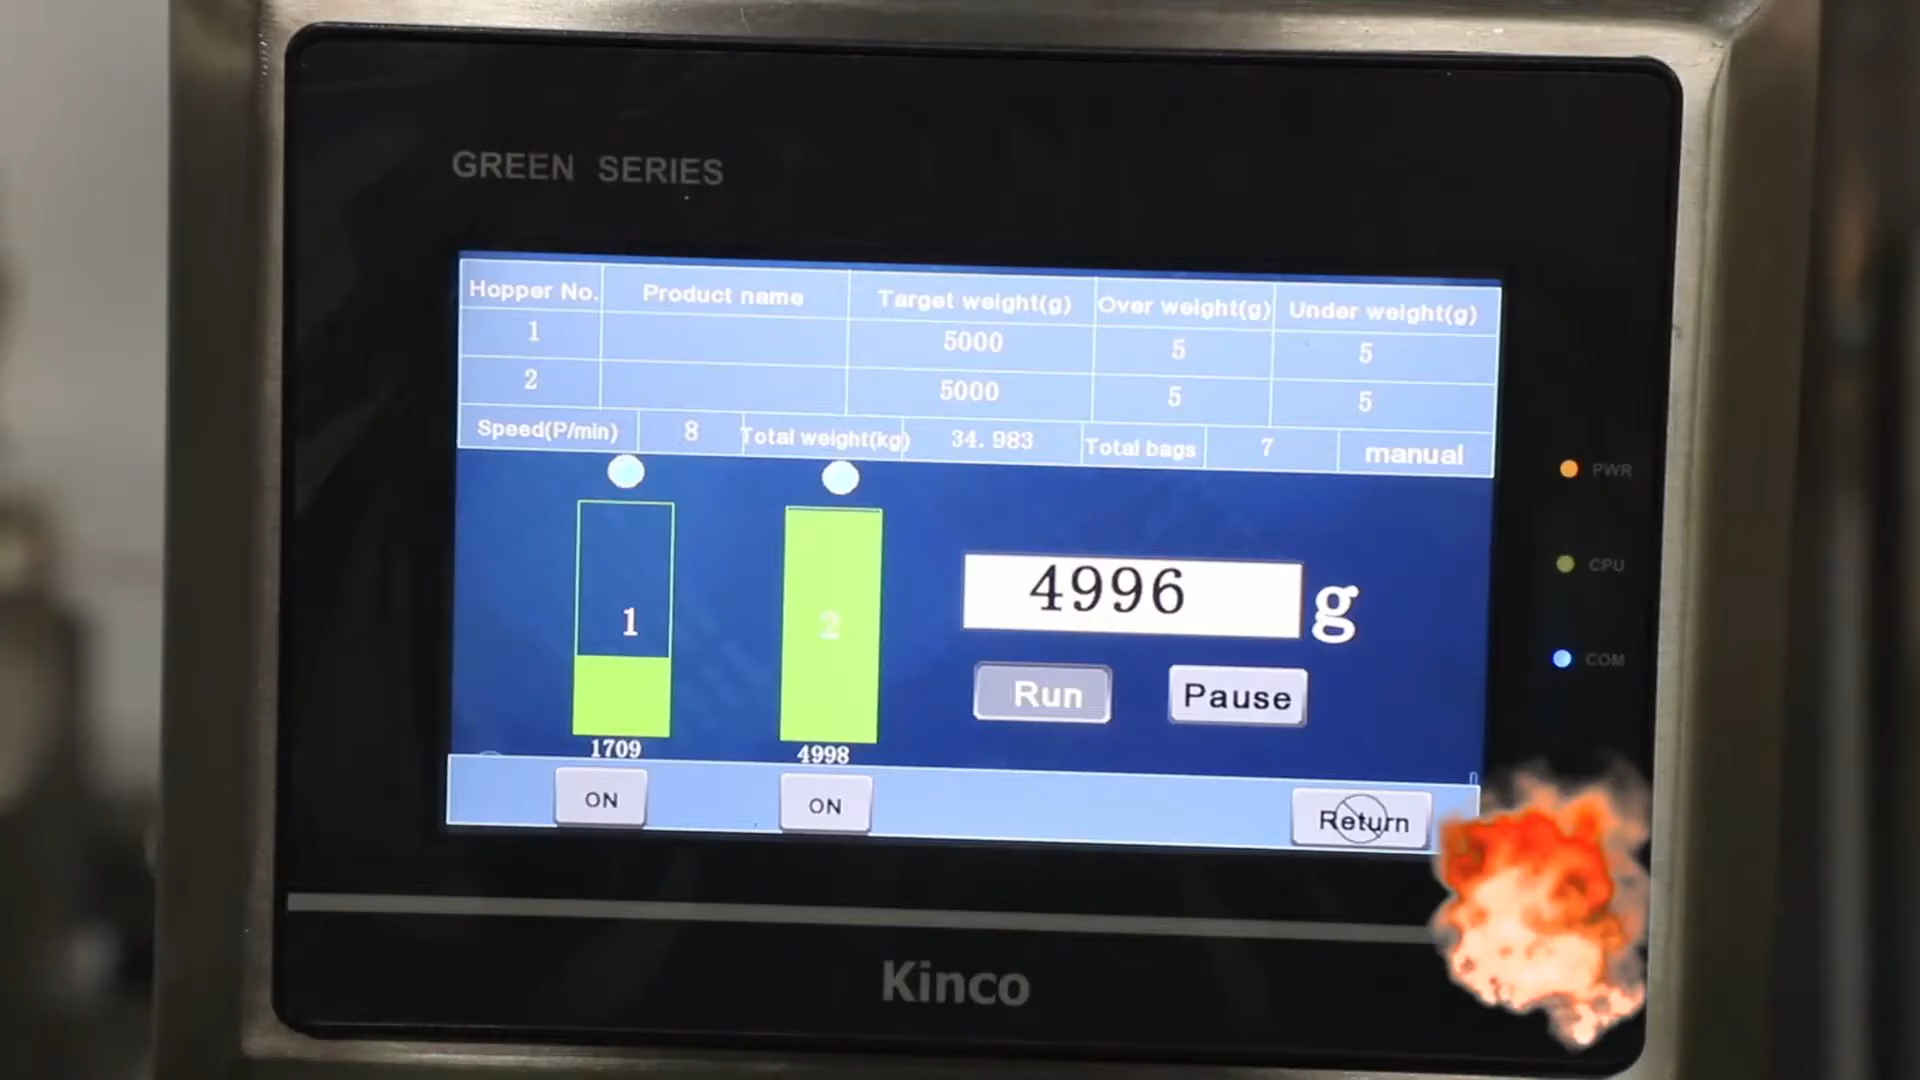 GREEN SERIES
Hopper No. Product name Target weight(g) Over weight(g) Under weight(g)
1 5000 5 5
2 5000 5 5
Speed(P/min) 8 Total weight(kg) 34.983 Total bags 7 manual
PWR
CPU
COM
1 2
4996 g
Run Pause
1709 4998
ON ON Return
Kinco